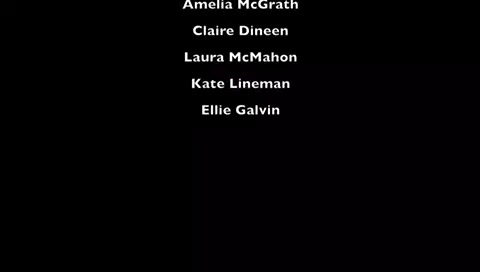 Amelia McGrath
Claire Dineen
Laura McMahon
Kate Lineman
Ellie Galvin